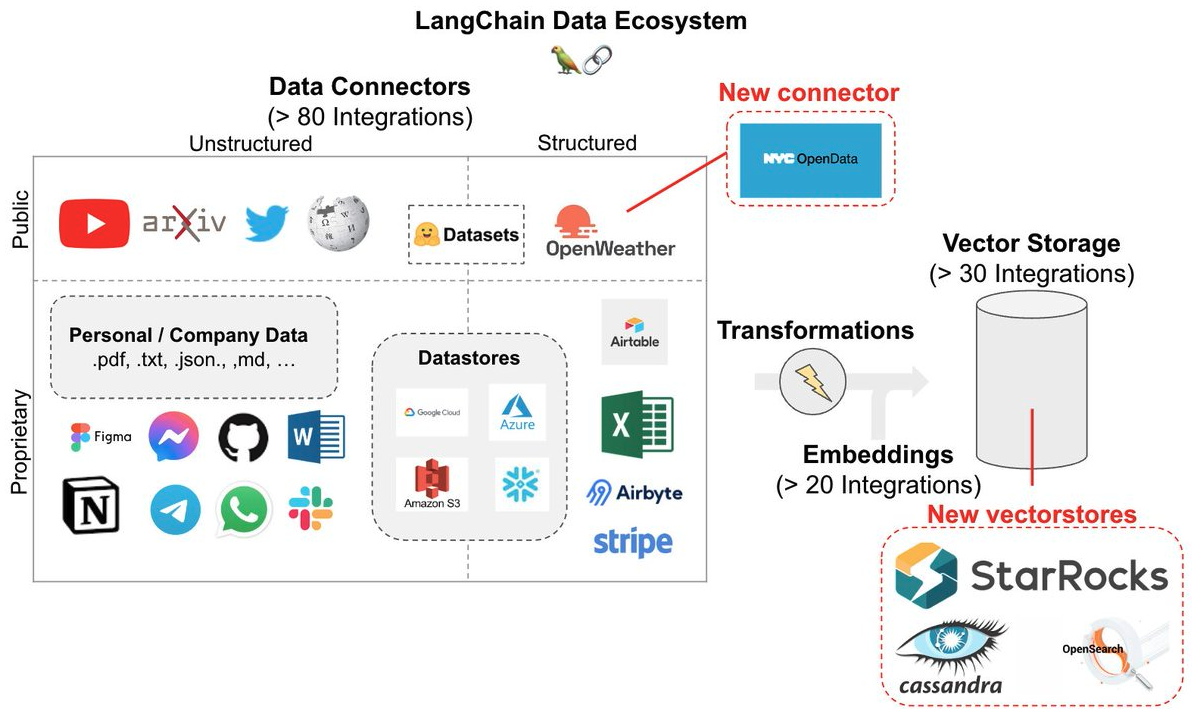 LangChain Data Ecosystem
Data Connectors
(> 80 Integrations)
Unstructured
Structured
New connector
NYC OpenData
Public
arXiv
W
Ω
И
Datasets
OpenWeather
Proprietary
Personal / Company Data
.pdf, .txt, .json., ,md, …
Figma
W
N
Datastores
Google Cloud
Azure
Amazon S3
Airtable
X
Airbyte
stripe
Transformations
Embeddings
(> 20 Integrations)
Vector Storage
(> 30 Integrations)
New vectorstores
StarRocks
cassandra
OpenSearch